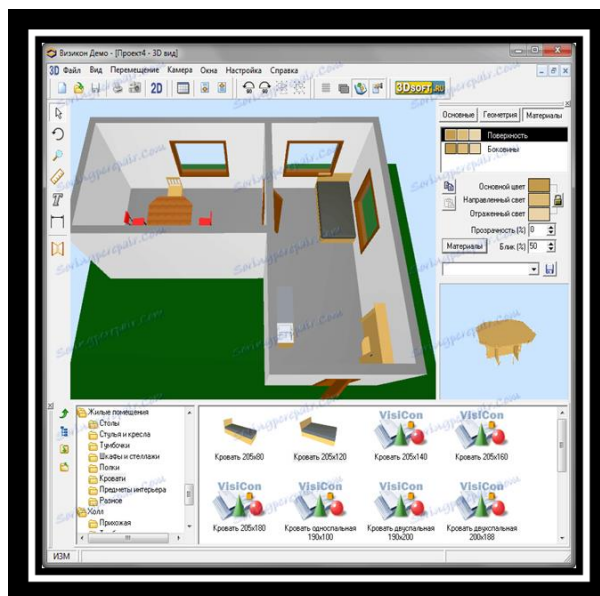 Визикон Демо - [Проект4 - 3D вид]
3D Файл Вид Перемещение Камера Окна Настройка Справка
2D 3DSOFT.RU
Основные Геометрия Материалы
Поверхность
Боковины
Основной цвет
Направленный свет
Отраженный свет
Прозрачность (%) 0
Материалы Блик (%) 50
Жилые помещения
Столы
Стулья и кресла
Тумбочки
Шкафы и стеллажи
Полки
Кровати
Предметы интерьера
Разное
Холл
Прихожая
VisiCon VisiCon
Кровать 205x80 Кровать 205x120 Кровать 205x140 Кровать 205x160
VisiCon VisiCon VisiCon VisiCon
Кровать 205x180 Кровать односпальная Кровать двуспальная Кровать двухспальная
190x100 190x200 200x188
ИЗМ